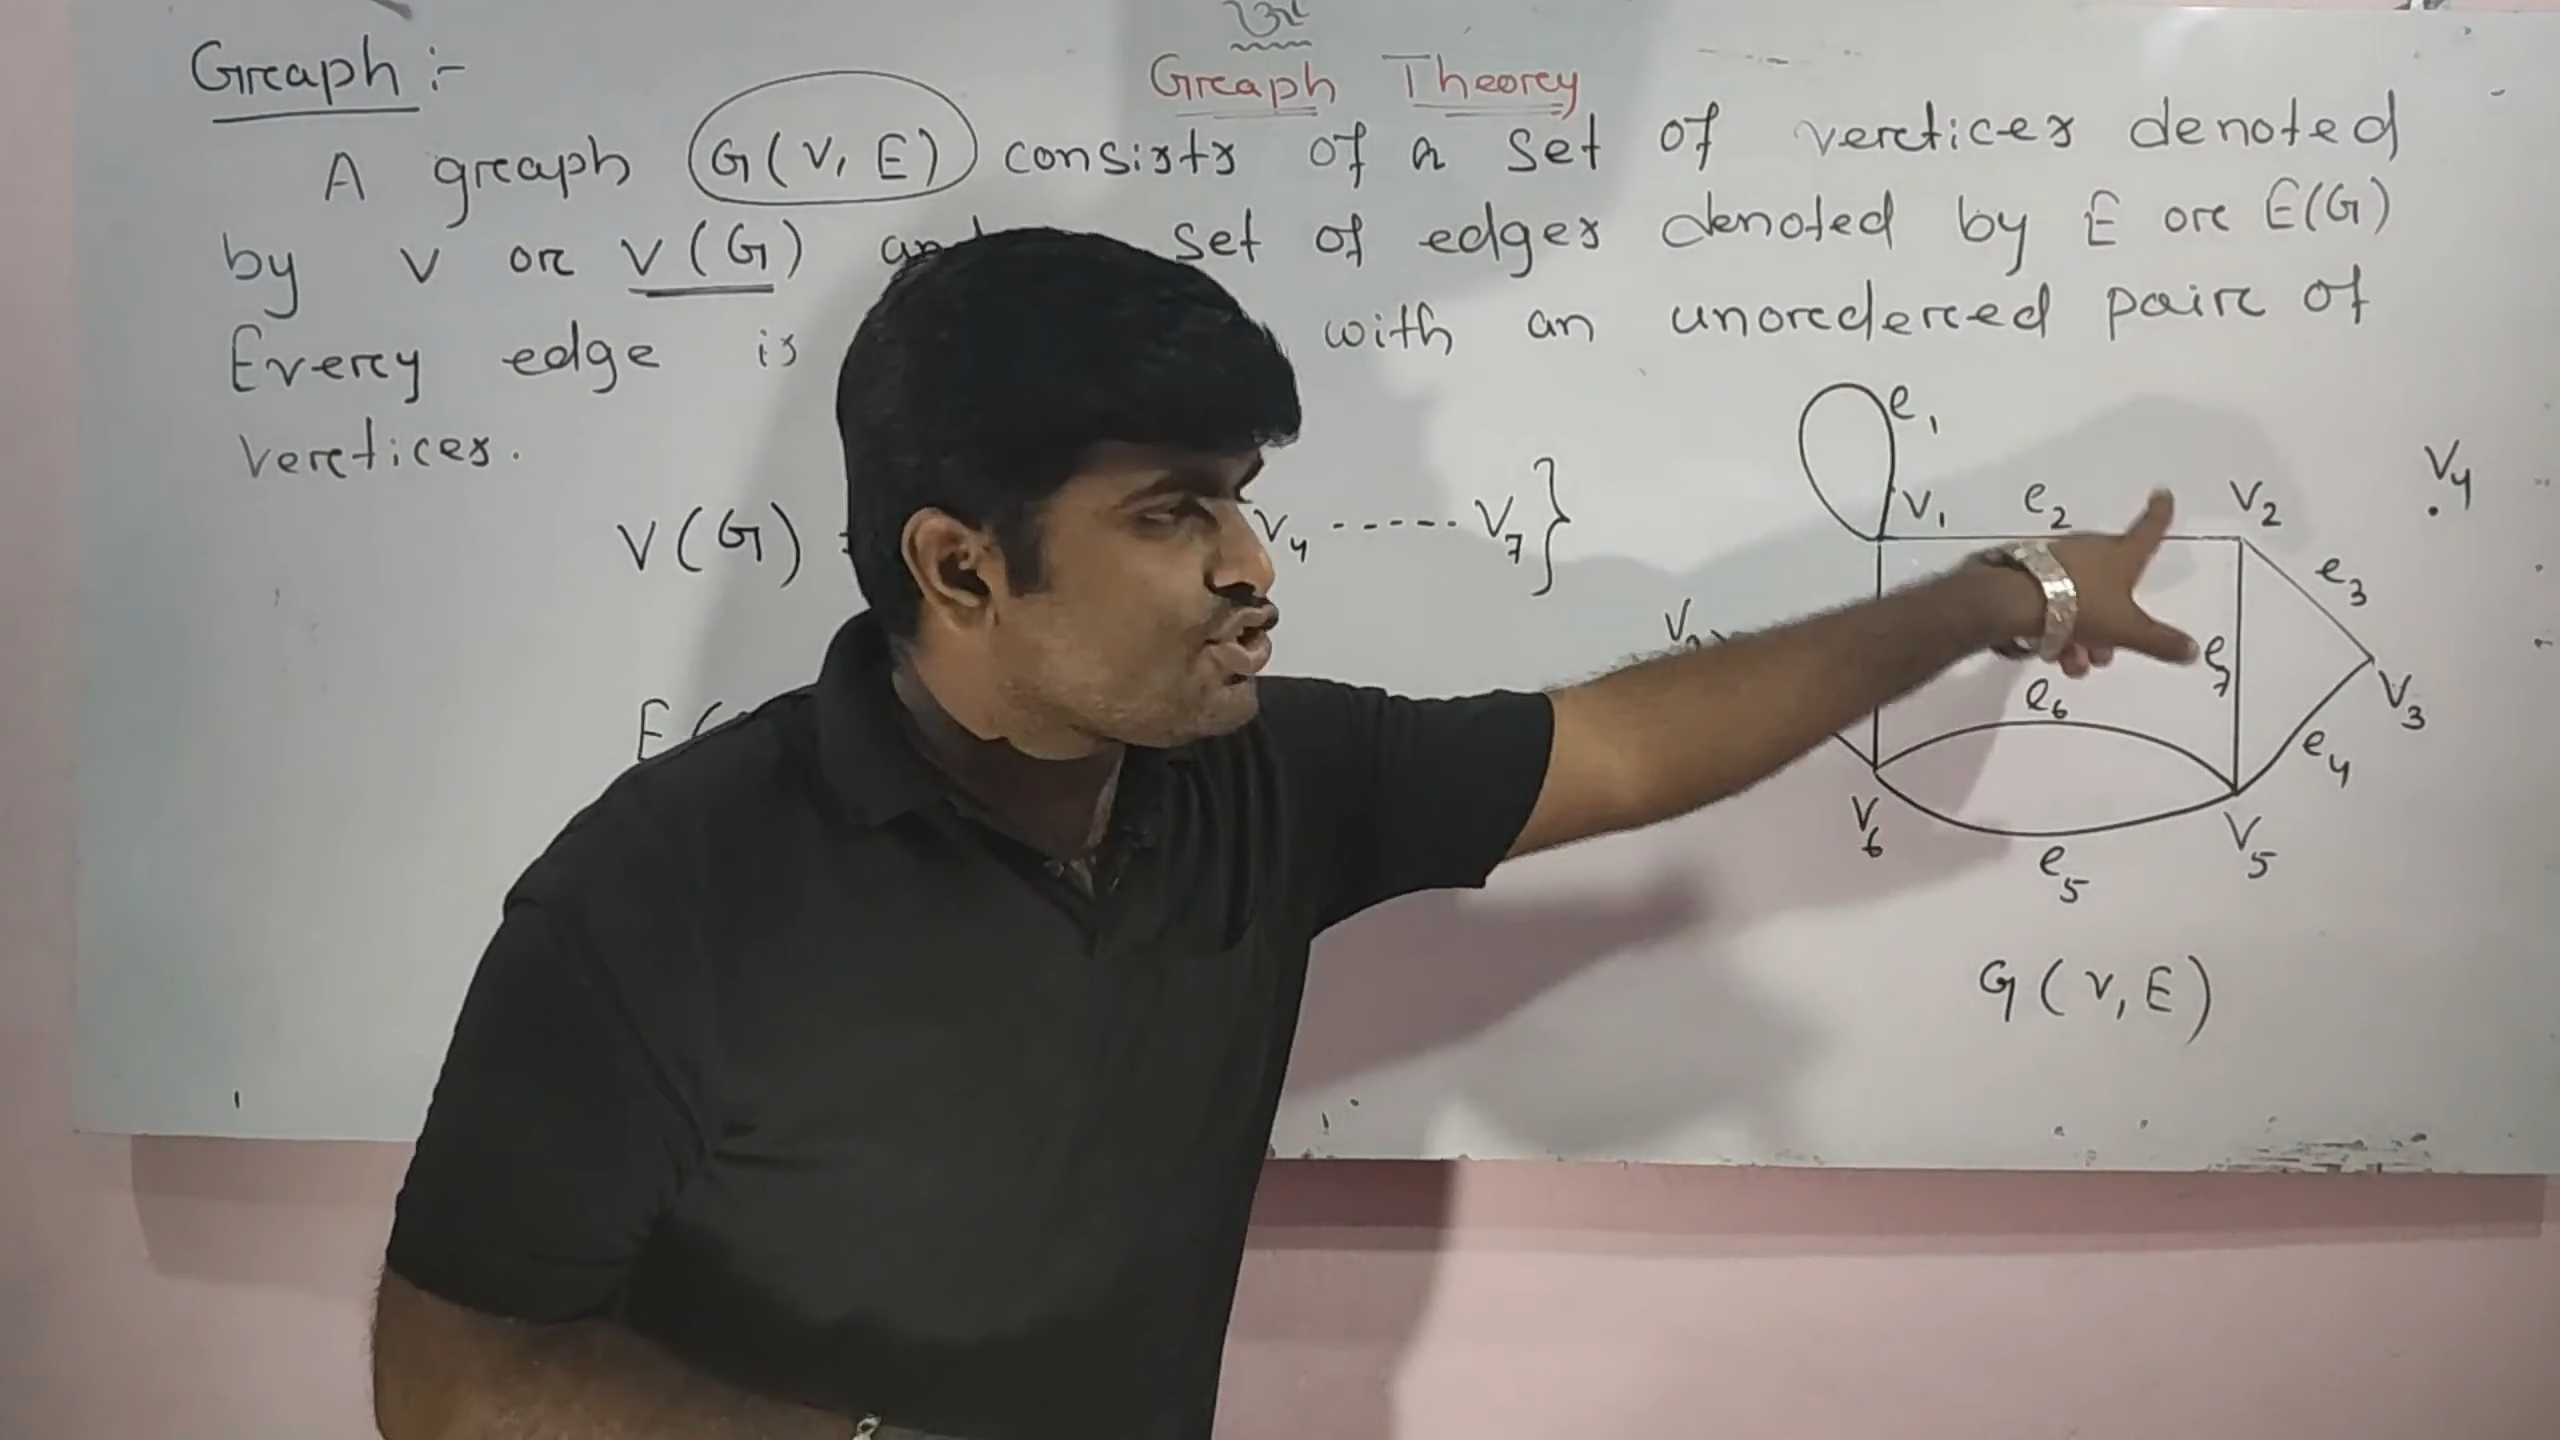 Graph :-
Graph Theory
A graph G(V, E) consists of a set of vertices denoted
by V or V(G) set of edges denoted by E or E(G)
Every edge is with an unordered pair of
vertices.
e1
V4
V1 e2 V2
V(G) V4 ----- V7}
e3
e7
e6
V3
e4
V6
V5
e5
G(V, E)